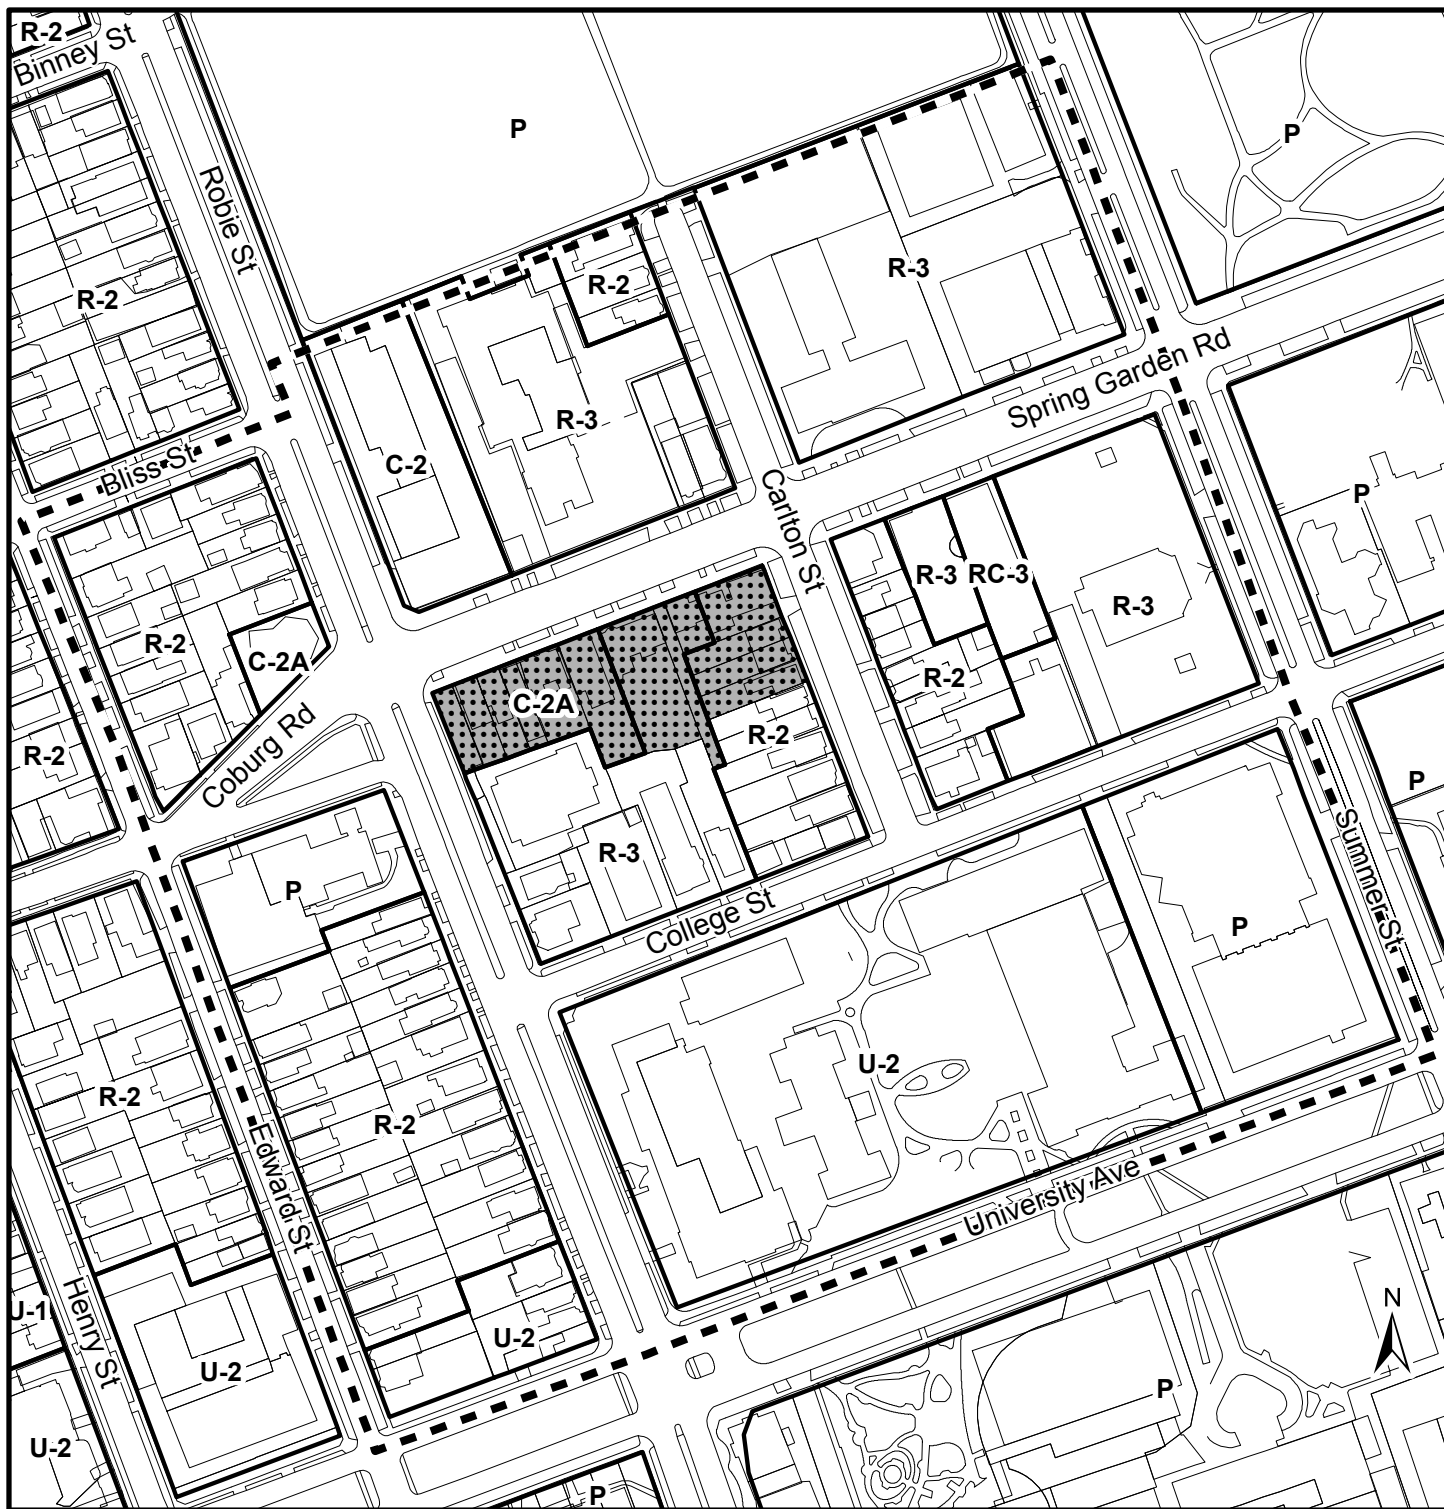 R-2
Binney St
P
P
Robie St
R-2
R-3
R-2
Spring Garden Rd
R-3
Bliss St
C-2
Carlton St
P
R-3
RC-3
R-3
R-2
C-2A
R-2
C-2A
R-2
R-2
Coburg Rd
P
Summer St
R-3
P
College St
P
U-2
R-2
R-2
Edward St
University Ave
Henry St
U-1
N
U-2
U-2
P
U-2
P